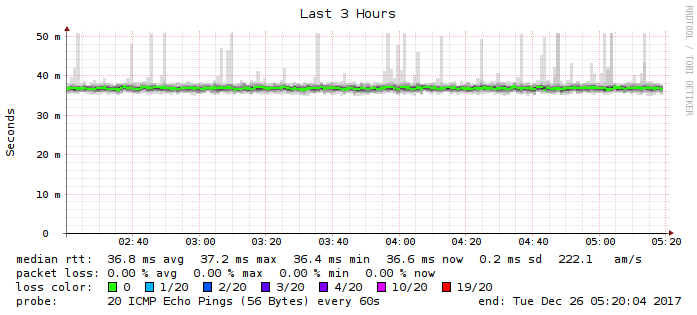 Last 3 Hours
RRDTOOL / TOBI OETIKER
Seconds
50 m
40 m
30 m
20 m
10 m
0
02:40 03:00 03:20 03:40 04:00 04:20 04:40 05:00 05:20
median rtt: 36.8 ms avg 37.2 ms max 36.4 ms min 36.6 ms now 0.2 ms sd 222.1 am/s
packet loss: 0.00 % avg 0.00 % max 0.00 % min 0.00 % now
loss color: 0 1/20 2/20 3/20 4/20 10/20 19/20
probe: 20 ICMP Echo Pings (56 Bytes) every 60s end: Tue Dec 26 05:20:04 2017